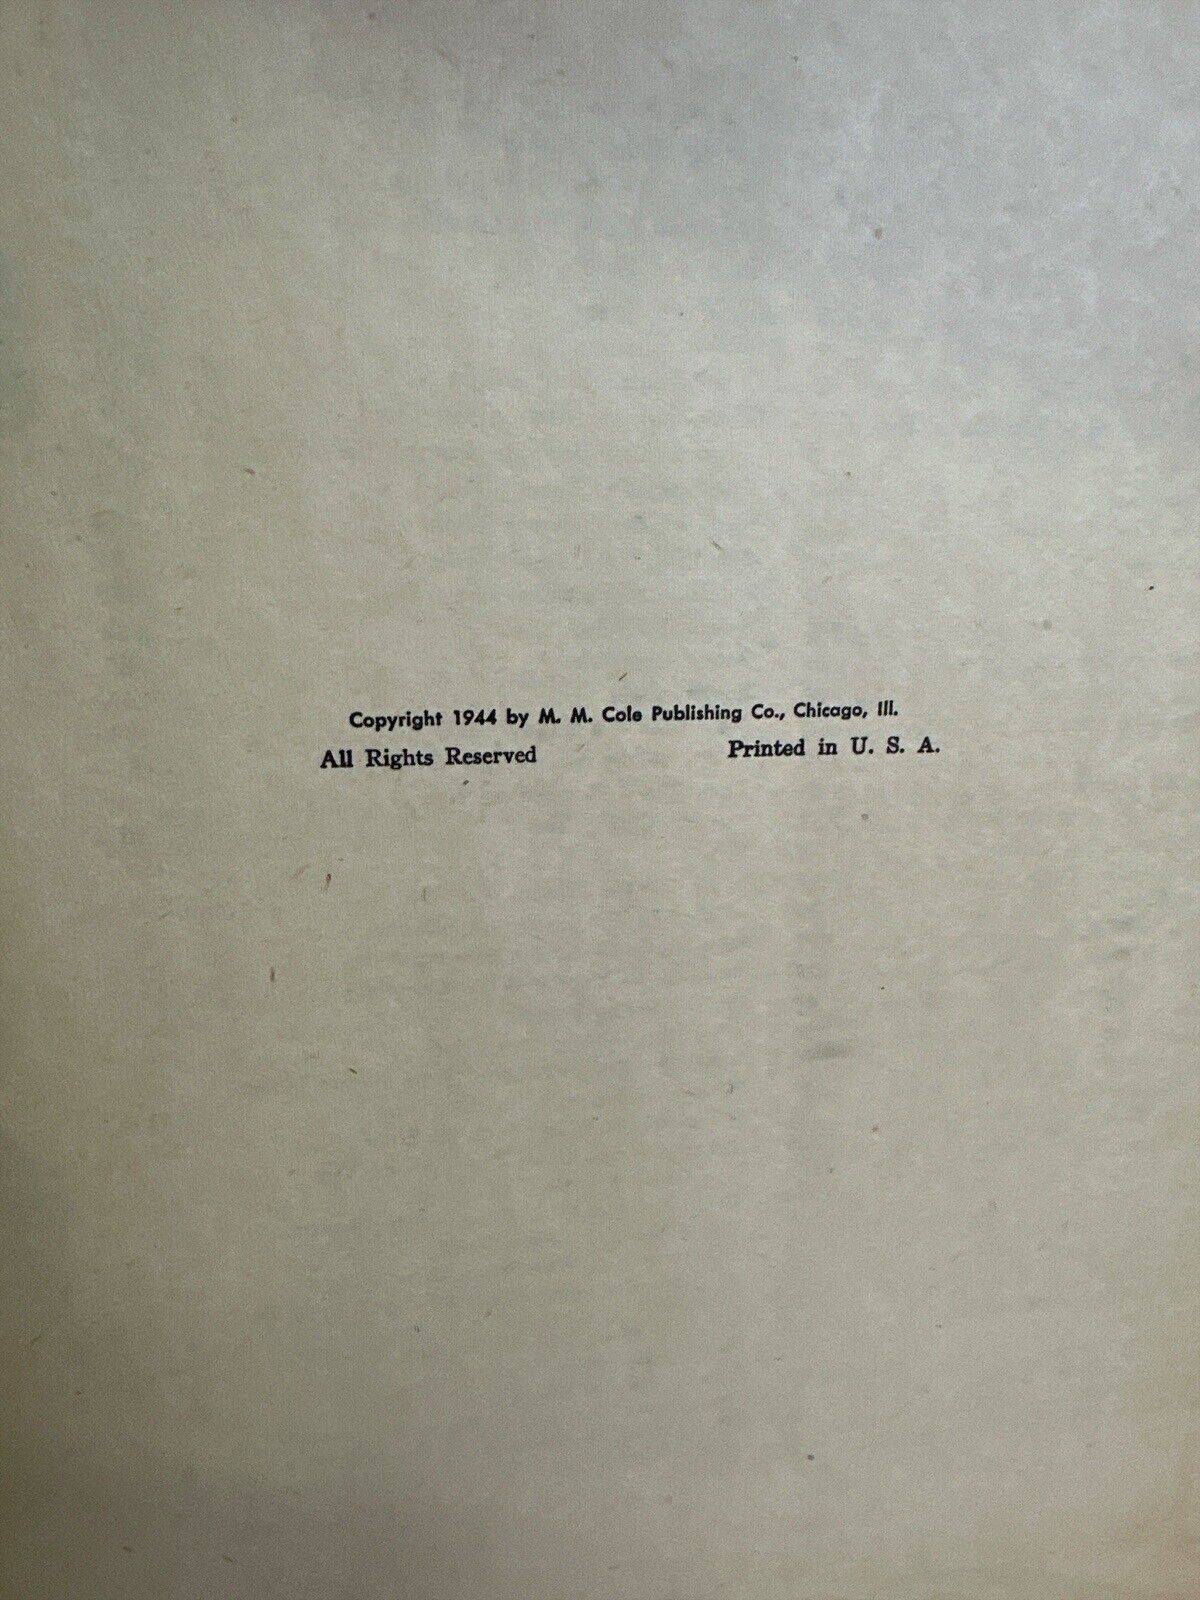 Copyright 1944 by M. M. Cole Publishing Co., Chicago, Ill.
All Rights Reserved Printed in U. S. A.